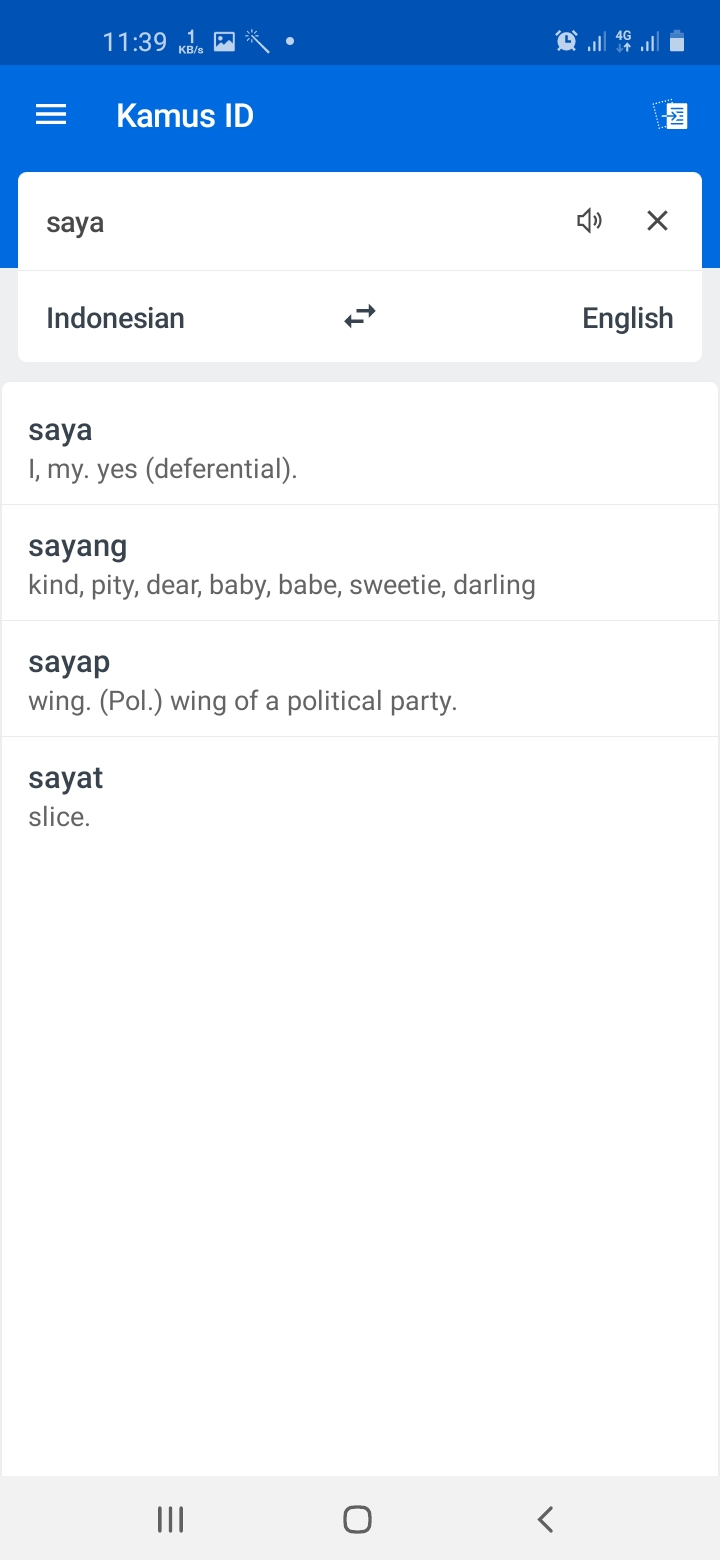 11:39 1 KB/s 4G
Kamus ID
saya
Indonesian English
saya
I, my. yes (deferential).
sayang
kind, pity, dear, baby, babe, sweetie, darling
sayap
wing. (Pol.) wing of a political party.
sayat
slice.